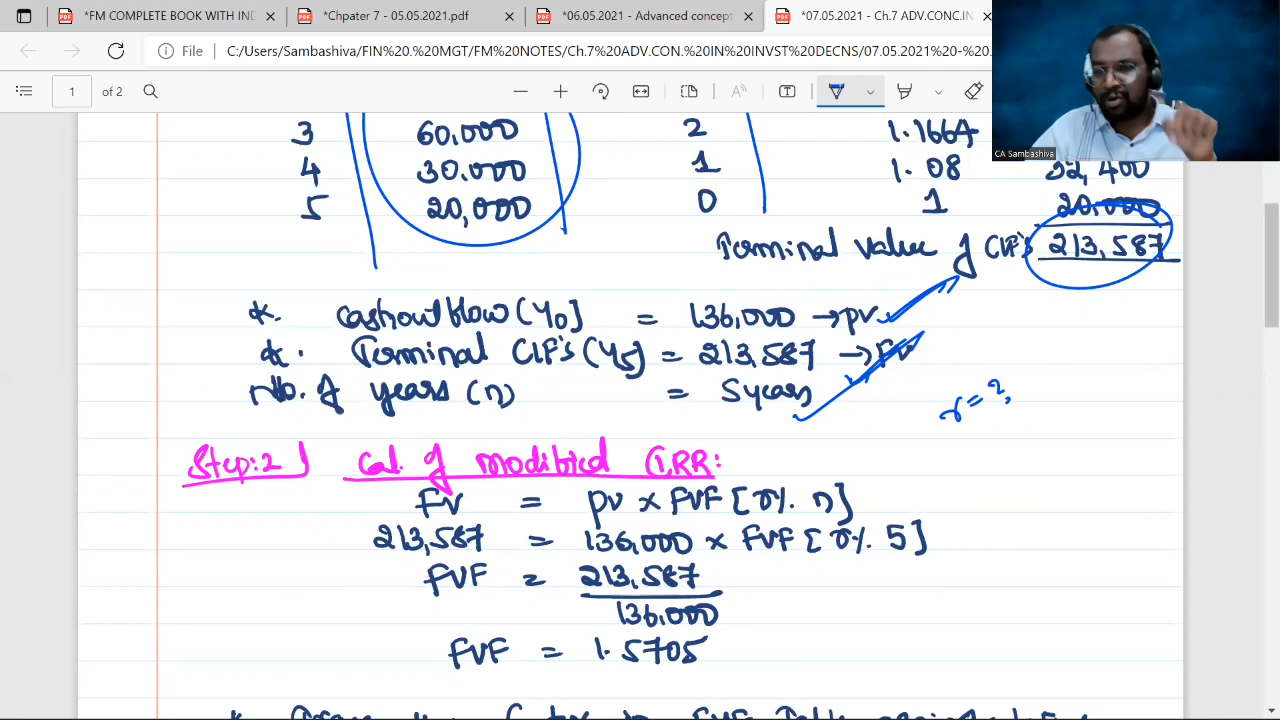 *FM COMPLETE BOOK WITH IND
*Chpater 7 - 05.05.2021.pdf
*06.05.2021 - Advanced concept
*07.05.2021 - Ch.7 ADV.CONC.IN
File C:/Users/Sambashiva/FIN%20.%20MGT/FM%20NOTES/Ch.7%20ADV.CON.%20IN%20INVST%20DECNS/07.05.2021%20-%20
1 of 2
CA Sambashiva
3 60,000 2 1.1664
4 30,000 1 1.08 32,400
5 20,000 0 1 20,000
Terminal value of CIF's 213,587
*. cashoutflow (Y0) = 136,000 → pv
*. Terminal CIF's (Y5) = 213,587 → FV
No. of years (n) = 5years
r = ?
Step:2) Cal. of modified IRR:
FV = pv × FVF [r%. n]
213,587 = 136,000 × FVF [r%. 5]
FVF = 213,587
136,000
FVF = 1.5705